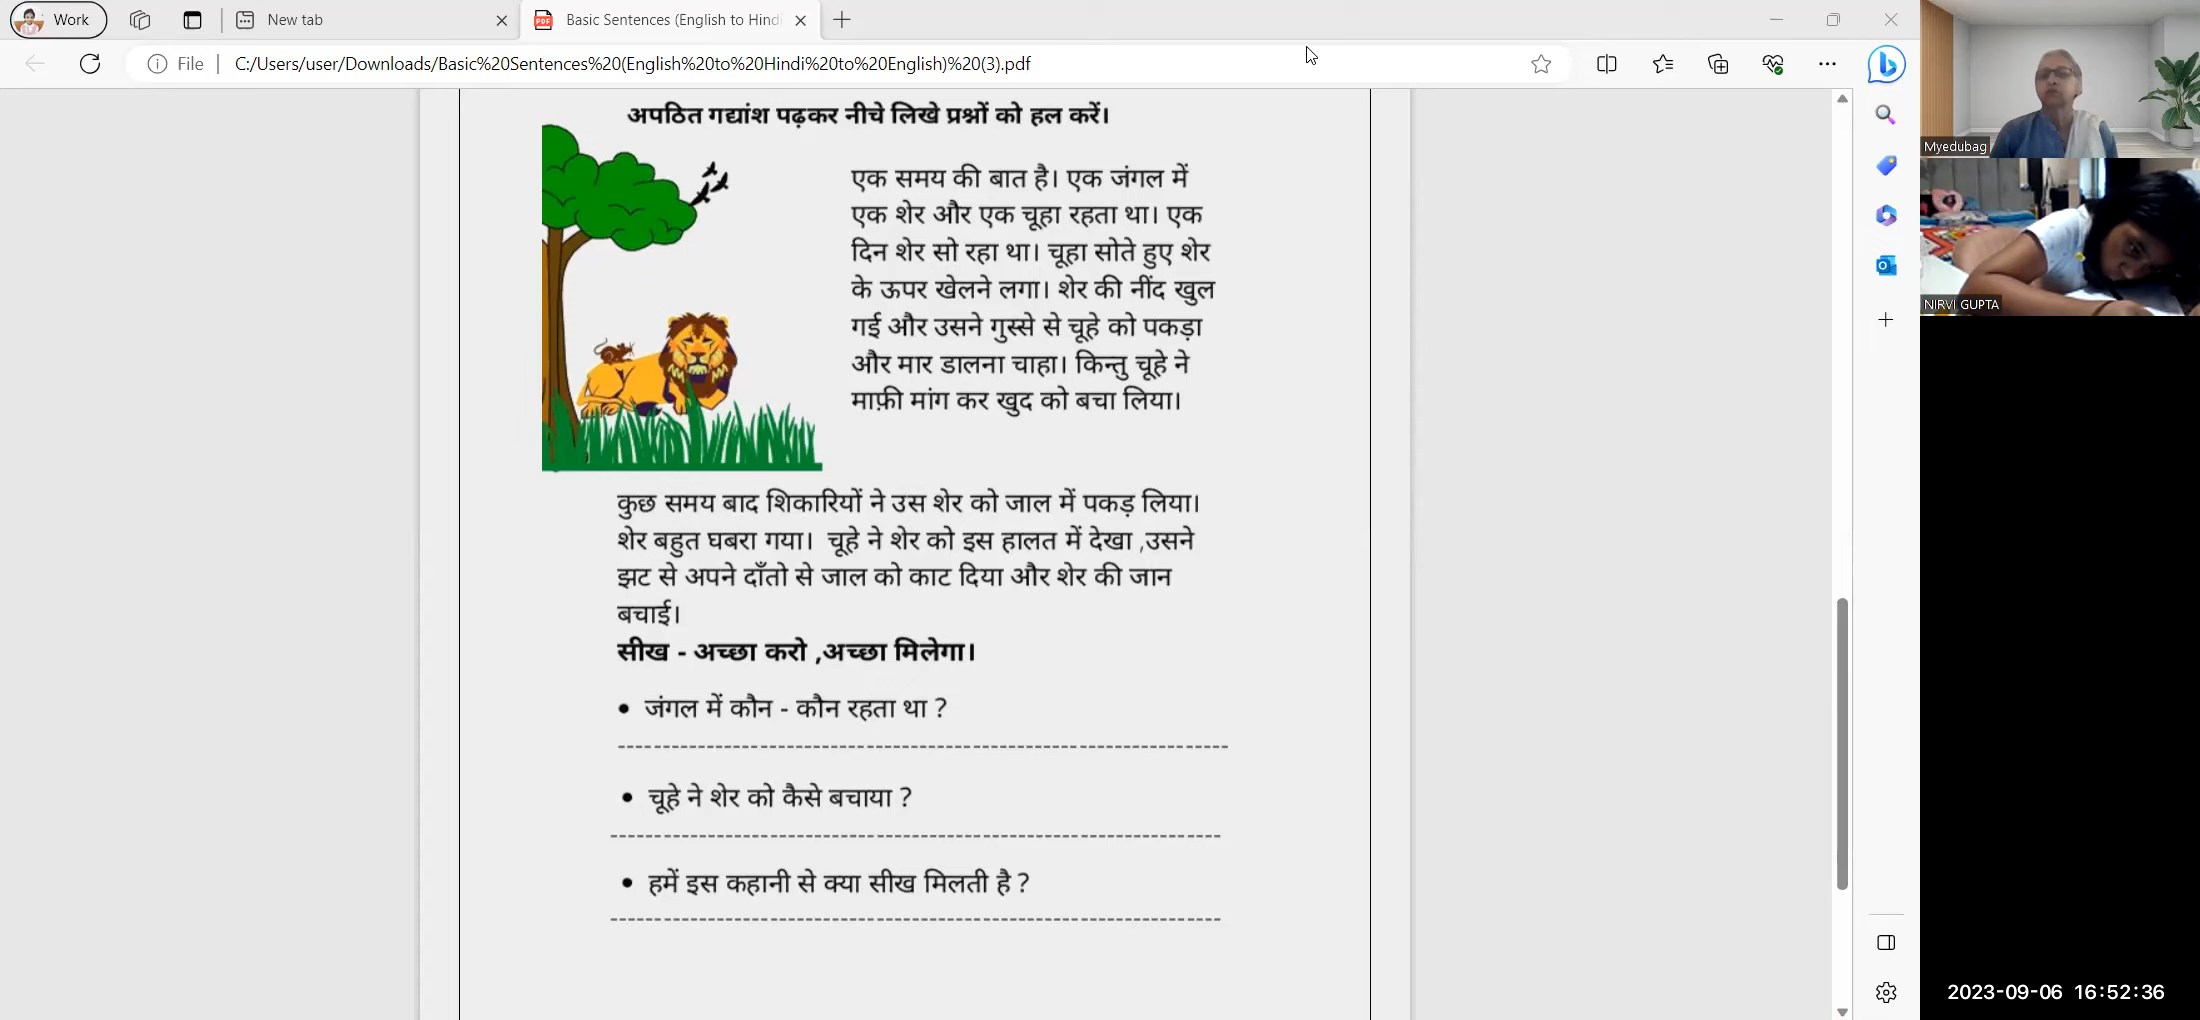 Work
New tab
Basic Sentences (English to Hindi
File
C:/Users/user/Downloads/Basic%20Sentences%20(English%20to%20Hindi%20to%20English)%20(3).pdf
Myedubag
NIRVI GUPTA
अपठित गद्यांश पढ़कर नीचे लिखे प्रश्नों को हल करें।
एक समय की बात है। एक जंगल में
एक शेर और एक चूहा रहता था। एक
दिन शेर सो रहा था। चूहा सोते हुए शेर
के ऊपर खेलने लगा। शेर की नींद खुल
गई और उसने गुस्से से चूहे को पकड़ा
और मार डालना चाहा। किन्तु चूहे ने
माफ़ी मांग कर खुद को बचा लिया।
कुछ समय बाद शिकारियों ने उस शेर को जाल में पकड़ लिया।
शेर बहुत घबरा गया। चूहे ने शेर को इस हालत में देखा ,उसने
झट से अपने दाँतो से जाल को काट दिया और शेर की जान
बचाई।
सीख - अच्छा करो ,अच्छा मिलेगा।
• जंगल में कौन - कौन रहता था ?
• चूहे ने शेर को कैसे बचाया ?
• हमें इस कहानी से क्या सीख मिलती है ?
2023-09-06 16:52:36